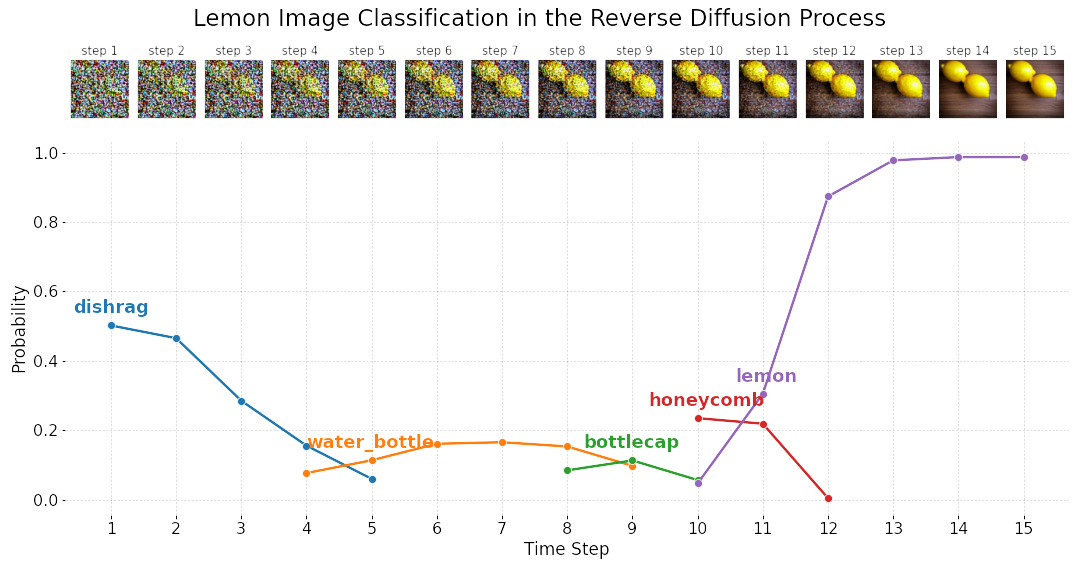 Lemon Image Classification in the Reverse Diffusion Process
step 1 step 2 step 3 step 4 step 5 step 6 step 7 step 8 step 9 step 10 step 11 step 12 step 13 step 14 step 15
1.0
0.8
0.6
dishrag
Probability
0.4
lemon
honeycomb
0.2
water_bottle
bottlecap
0.0
1 2 3 4 5 6 7 8 9 10 11 12 13 14 15
Time Step